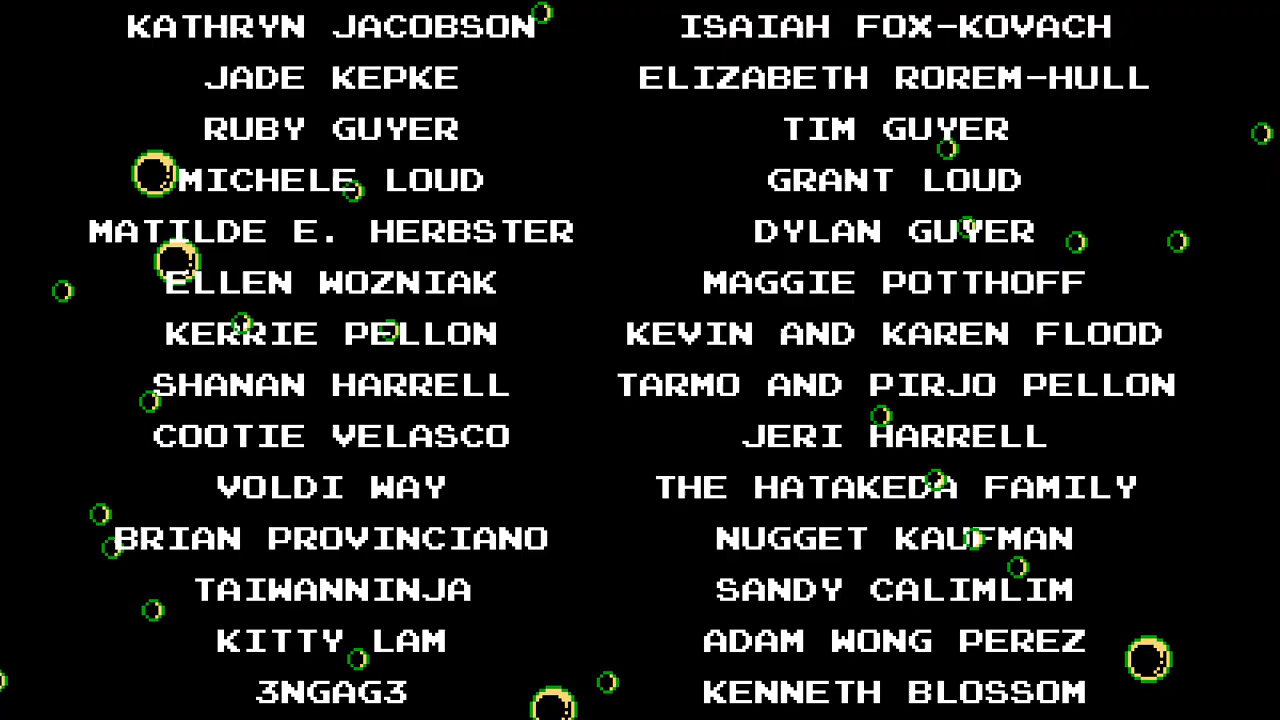 KATHRYN JACOBSON
JADE KEPKE
RUBY GUYER
MICHELE LOUD
MATILDE E. HERBSTER
ELLEN WOZNIAK
KERRIE PELLON
SHANAN HARRELL
COOTIE VELASCO
VOLDI WAY
BRIAN PROVINCIANO
TAIWANNINJA
KITTY LAM
3NGAG3
ISAIAH FOX-KOVACH
ELIZABETH ROREM-HULL
TIM GUYER
GRANT LOUD
DYLAN GUYER
MAGGIE POTTHOFF
KEVIN AND KAREN FLOOD
TARMO AND PIRJO PELLON
JERI HARRELL
THE HATAKEDA FAMILY
NUGGET KAUFMAN
SANDY CALIMLIM
ADAM WONG PEREZ
KENNETH BLOSSOM